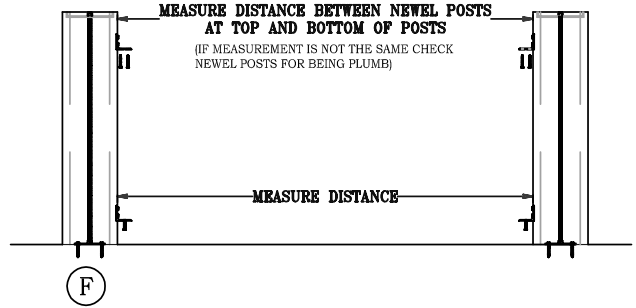 MEASURE DISTANCE BETWEEN NEWEL POSTS
AT TOP AND BOTTOM OF POSTS
(IF MEASUREMENT IS NOT THE SAME CHECK
NEWEL POSTS FOR BEING PLUMB)
MEASURE DISTANCE
F